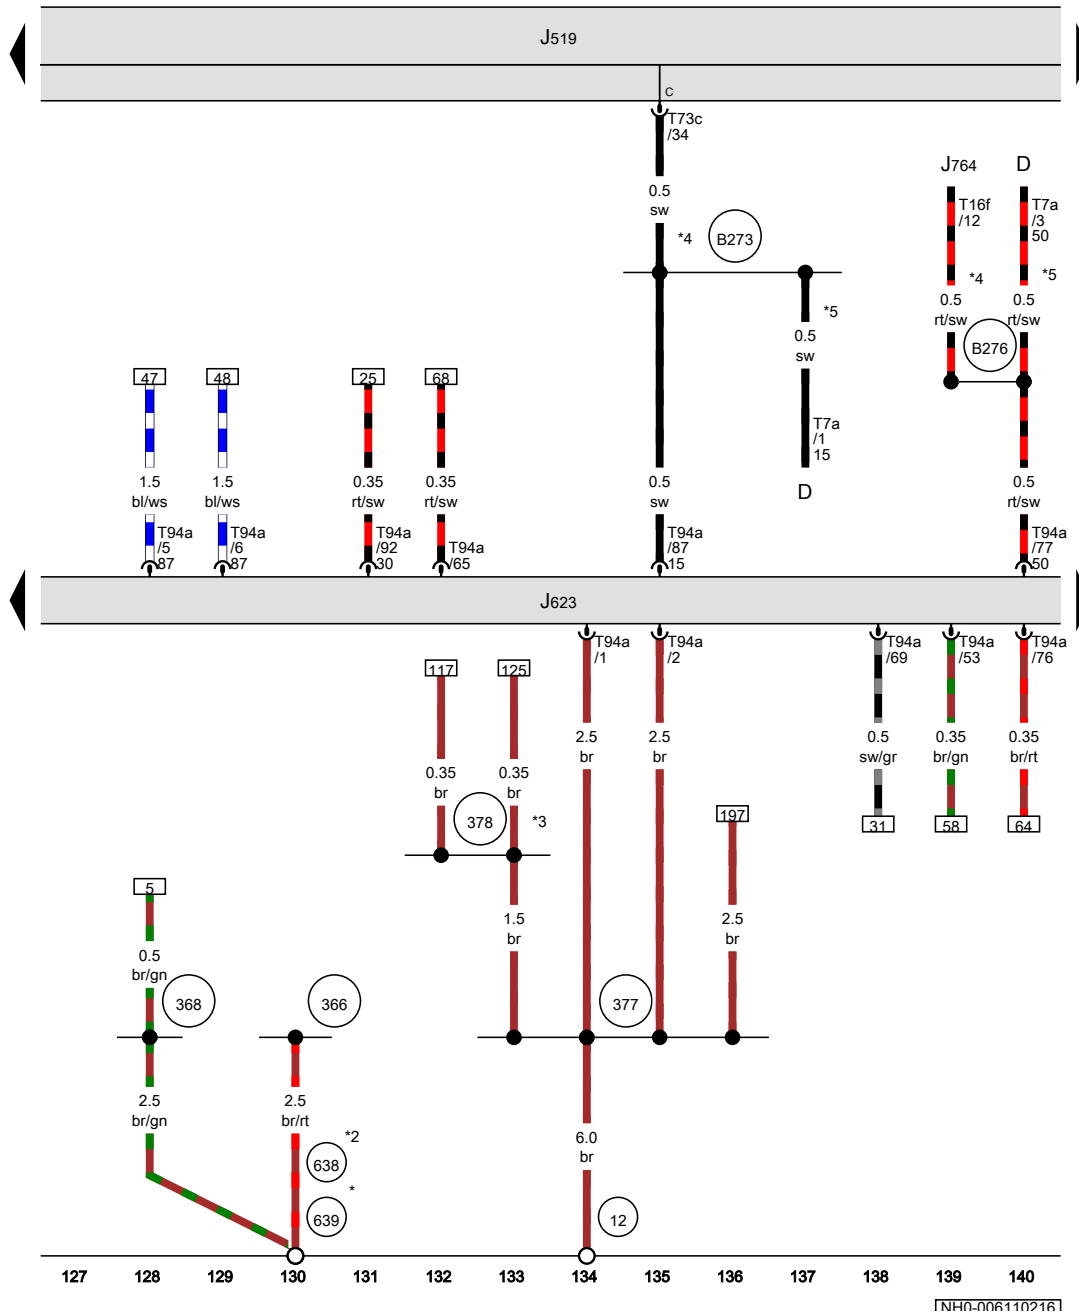 J519
C
T73c
/34
0.5
sw
*4
B273
*5
0.5
sw
T7a
/1
15
D
J764
D
T16f
/12
T7a
/3
50
*4
*5
0.5
rt/sw
0.5
rt/sw
B276
47
48
25
68
1.5
bl/ws
1.5
bl/ws
0.35
rt/sw
0.35
rt/sw
0.5
sw
0.5
rt/sw
T94a
/5
87
T94a
/6
87
T94a
/92
30
T94a
/65
T94a
/87
15
T94a
/77
50
J623
T94a
/1
T94a
/2
T94a
/69
T94a
/53
T94a
/76
117
125
2.5
br
2.5
br
0.5
sw/gr
0.35
br/gn
0.35
br/rt
0.35
br
0.35
br
378
*3
197
31
58
64
5
1.5
br
2.5
br
0.5
br/gn
368
366
377
2.5
br/gn
2.5
br/rt
*2
638
*
639
6.0
br
12
127 128 129 130 131 132 133 134 135 136 137 138 139 140
NH0-006110216